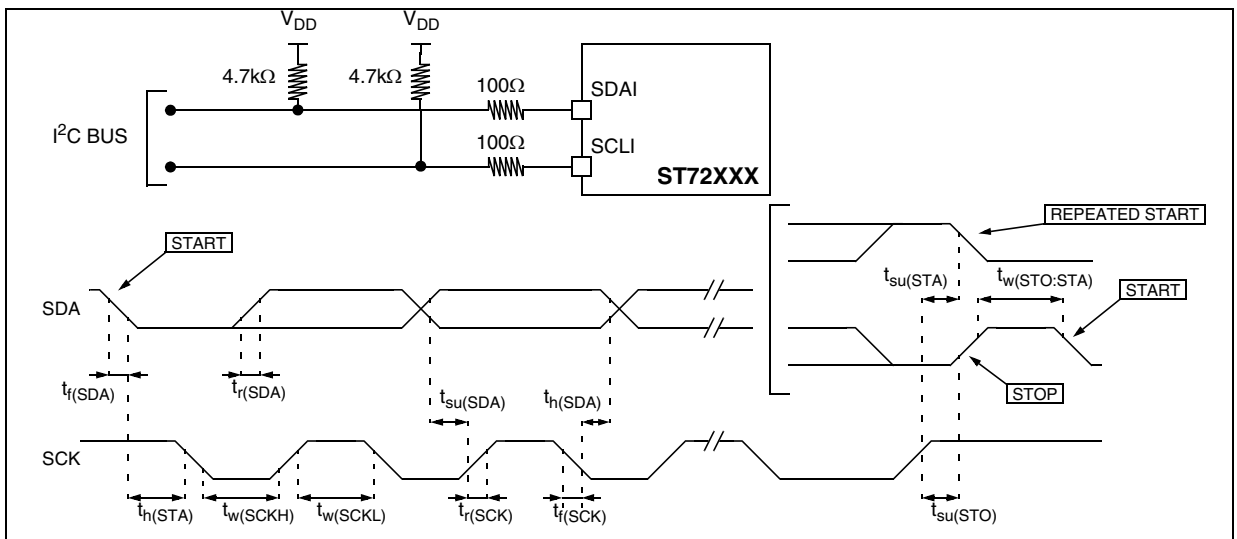 VDD VDD
4.7kΩ 4.7kΩ
100Ω SDAI
I²C BUS
100Ω SCLI
ST72XXX
REPEATED START
START
tsu(STA) tw(STO:STA)
START
SDA
tf(SDA) tr(SDA)
tsu(SDA) th(SDA)
STOP
SCK
th(STA) tw(SCKH) tw(SCKL) tr(SCK) tf(SCK) tsu(STO)